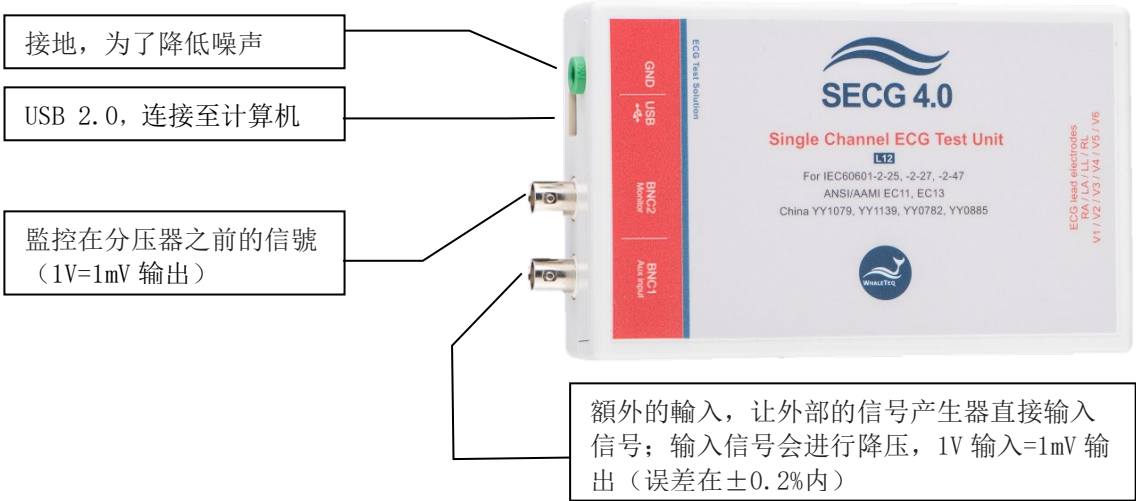 接地，为了降低噪声
USB 2.0，连接至计算机
監控在分压器之前的信號
（1V=1mV 输出）
額外的輸入，让外部的信号产生器直接输入
信号；输入信号会进行降压，1V 输入=1mV 输
出（误差在±0.2%内）
ECG Test Solution
GND
USB
BNC2
Monitor
BNC1
Aux input
SECG 4.0
Single Channel ECG Test Unit
L12
For IEC60601-2-25, -2-27, -2-47
ANSI/AAMI EC11, EC13
China YY1079, YY1139, YY0782, YY0885
WHALETEQ
ECG lead electrodes
RA / LA / LL / RL
V1 / V2 / V3 / V4 / V5 / V6